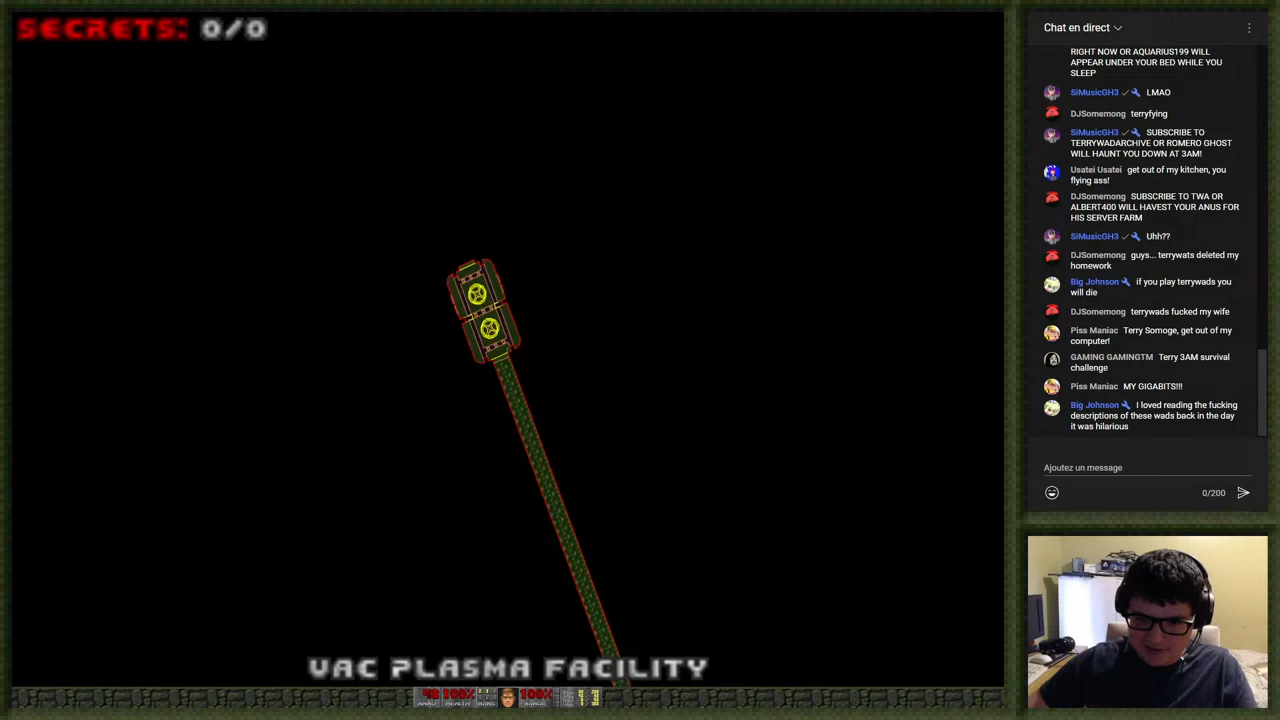 SECRETS: 0/0
UAC PLASMA FACILITY
98 100% 100%
Chat en direct
RIGHT NOW OR AQUARIUS199 WILL
APPEAR UNDER YOUR BED WHILE YOU
SLEEP
SiMusicGH3 LMAO
DJSomemong terryfying
SiMusicGH3 SUBSCRIBE TO
TERRYWADARCHIVE OR ROMERO GHOST
WILL HAUNT YOU DOWN AT 3AM!
Usatei Usatei get out of my kitchen, you
flying ass!
DJSomemong SUBSCRIBE TO TWA OR
ALBERT400 WILL HAVEST YOUR ANUS FOR
HIS SERVER FARM
SiMusicGH3 Uhh??
DJSomemong guys... terrywats deleted my
homework
Big Johnson if you play terrywads you
will die
DJSomemong terrywads fucked my wife
Piss Maniac Terry Somoge, get out of my
computer!
GAMING GAMINGTM Terry 3AM survival
challenge
Piss Maniac MY GIGABITS!!!
Big Johnson I loved reading the fucking
descriptions of these wads back in the day
it was hilarious
Ajoutez un message
0/200